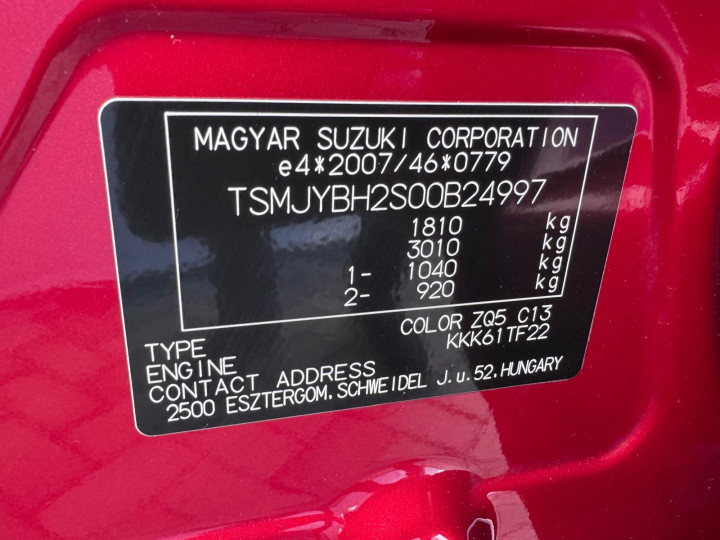 MAGYAR SUZUKI CORPORATION
e4*2007/46*0779
TSMJYBH2S00B24997
1810 kg
3010 kg
1- 1040 kg
2- 920 kg
COLOR ZQ5 C13
TYPE KKK61TF22
ENGINE
CONTACT ADDRESS
2500 ESZTERGOM. SCHWEIDEL J.u.52.HUNGARY